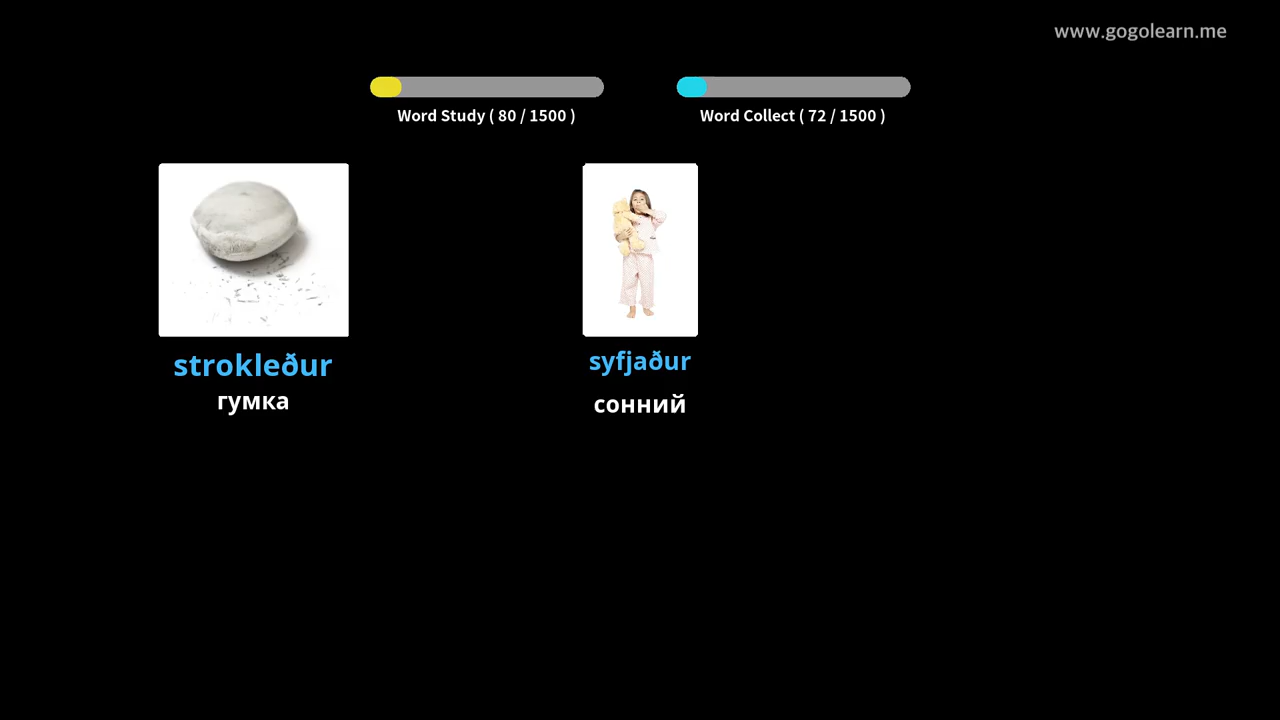 www.gogolearn.me
Word Study ( 80 / 1500 )
Word Collect ( 72 / 1500 )
strokleður
гумка
syfjaður
сонний